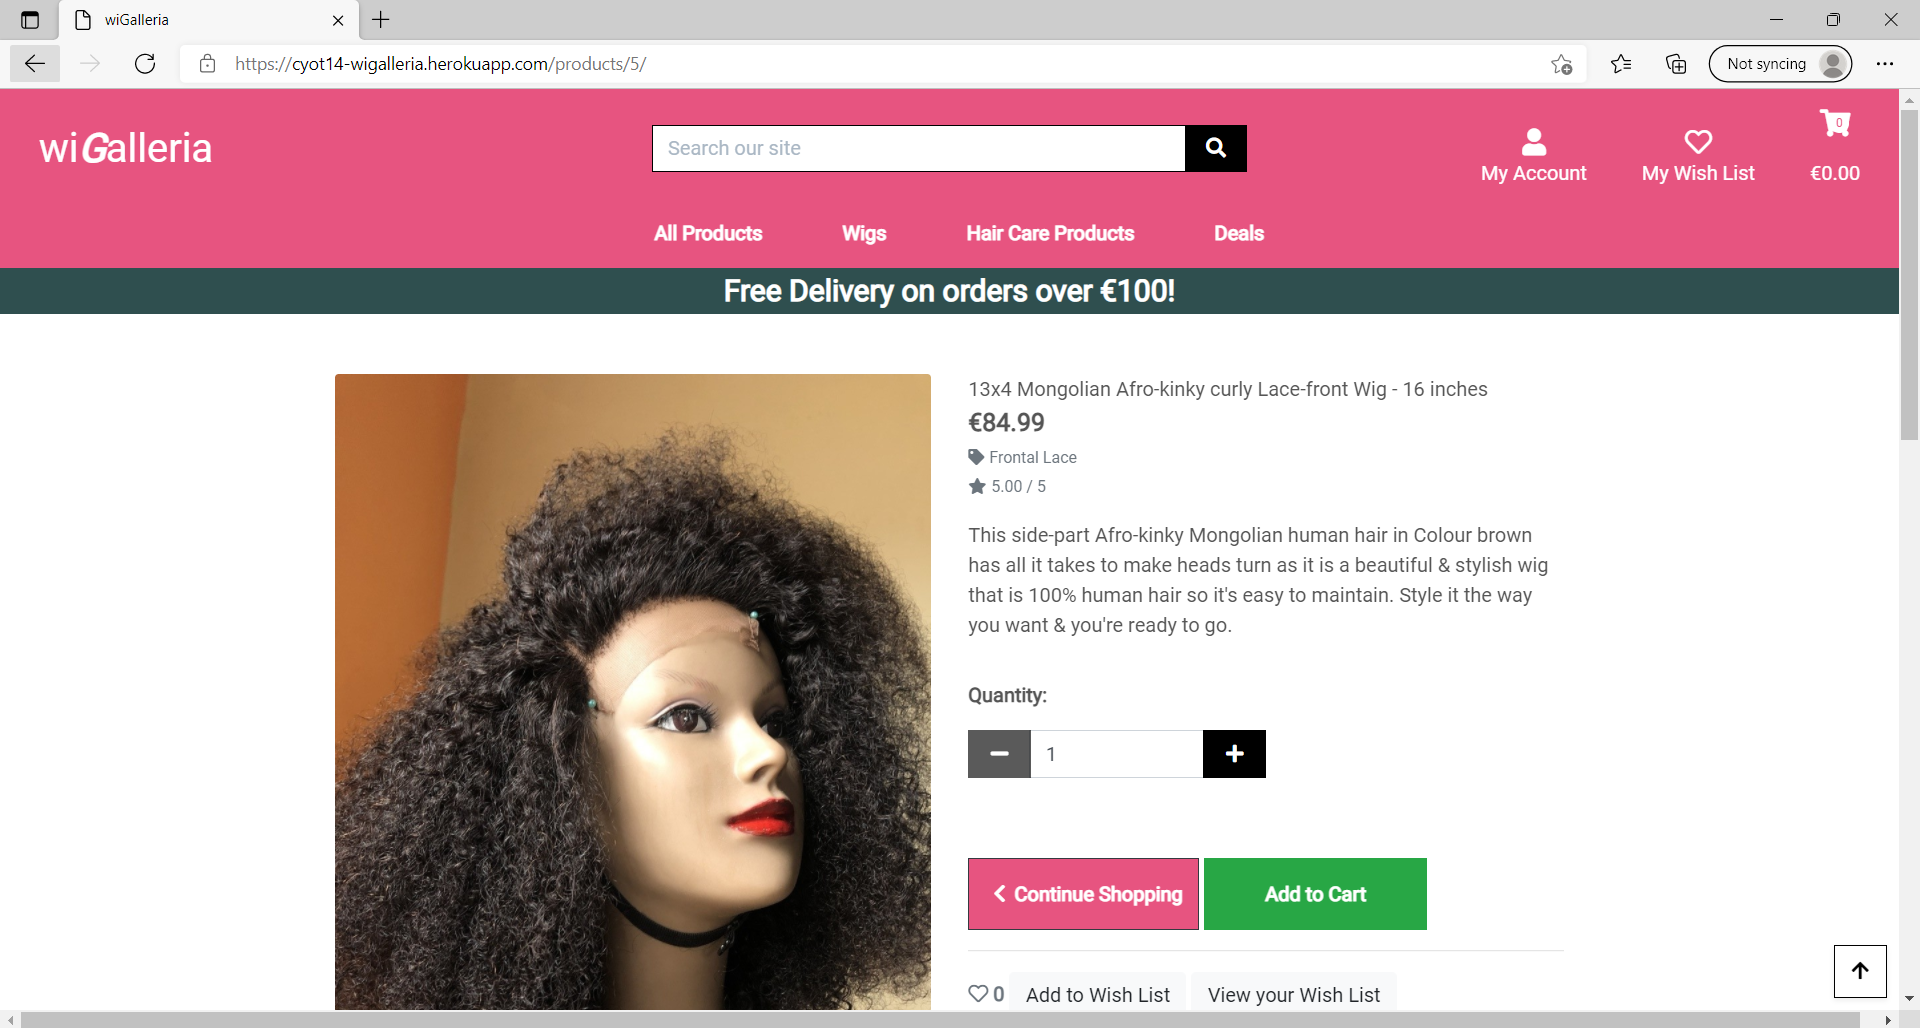 wiGalleria
Not syncing
https://cyot14-wigalleria.herokuapp.com/products/5/
wiGalleria
Search our site
My Account
My Wish List
0
€0.00
All Products
Wigs
Hair Care Products
Deals
Free Delivery on orders over €100!
13x4 Mongolian Afro-kinky curly Lace-front Wig - 16 inches
€84.99
Frontal Lace
5.00 / 5
This side-part Afro-kinky Mongolian human hair in Colour brown
has all it takes to make heads turn as it is a beautiful & stylish wig
that is 100% human hair so it's easy to maintain. Style it the way
you want & you're ready to go.
Quantity:
1
Continue Shopping
Add to Cart
0
Add to Wish List
View your Wish List